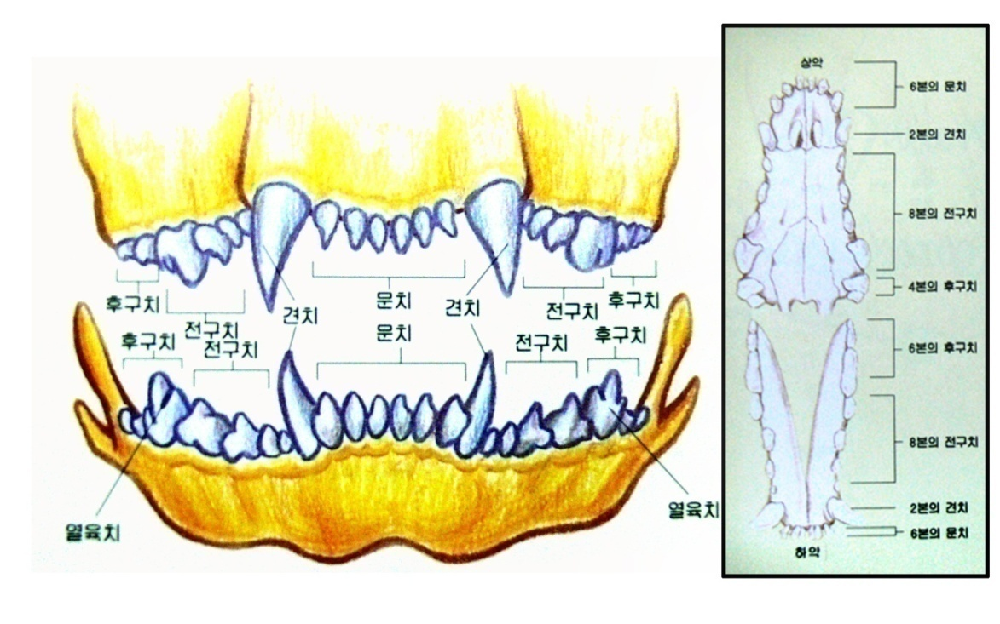 후구치
전구치
견치
문치
견치
전구치
후구치
후구치
전구치
문치
전구치
후구치
열육치
열육치
상악
6본의 문치
2본의 견치
8본의 전구치
4본의 후구치
6본의 후구치
8본의 전구치
2본의 견치
6본의 문치
하악